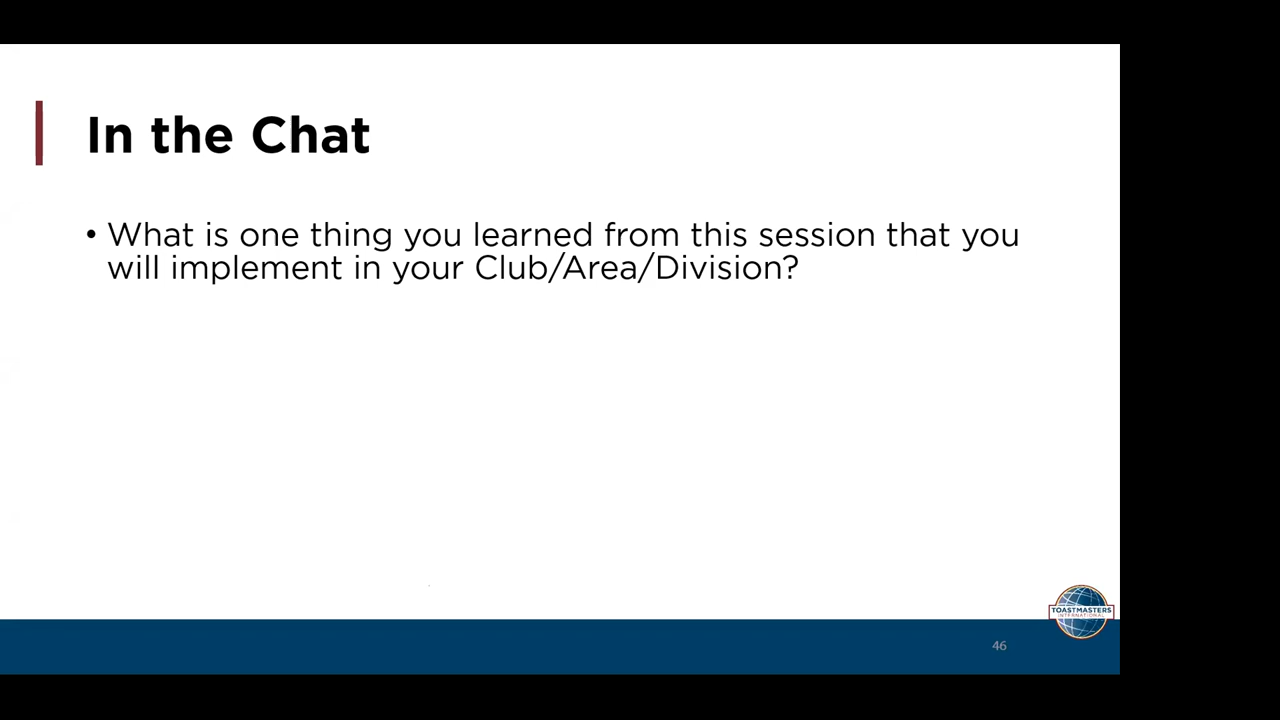 In the Chat
• What is one thing you learned from this session that you
will implement in your Club/Area/Division?
TOASTMASTERS
INTERNATIONAL
46